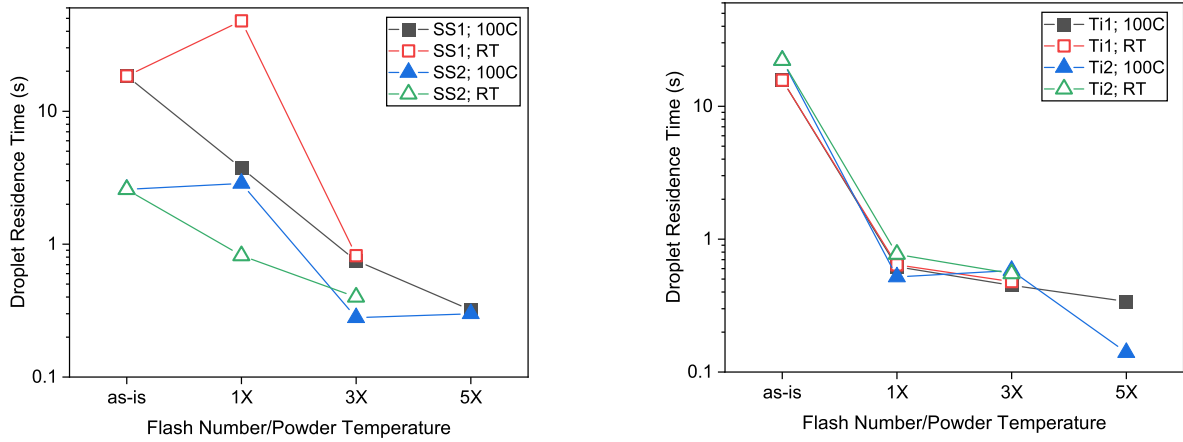 Droplet Residence Time (s)
10
1
0.1
SS1; 100C
SS1; RT
SS2; 100C
SS2; RT
as-is 1X 3X 5X
Flash Number/Powder Temperature
Droplet Residence Time (s)
10
1
0.1
Ti1; 100C
Ti1; RT
Ti2; 100C
Ti2; RT
as-is 1X 3X 5X
Flash Number/Powder Temperature